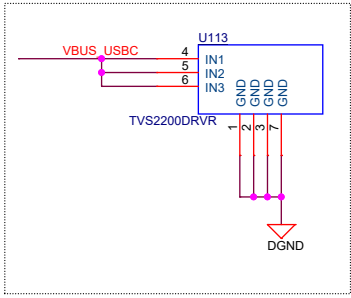 U113
VBUS_USBC
4
IN1
5
IN2
6
IN3
GND
GND
GND
GND
TVS2200DRVR
1
2
3
7
DGND